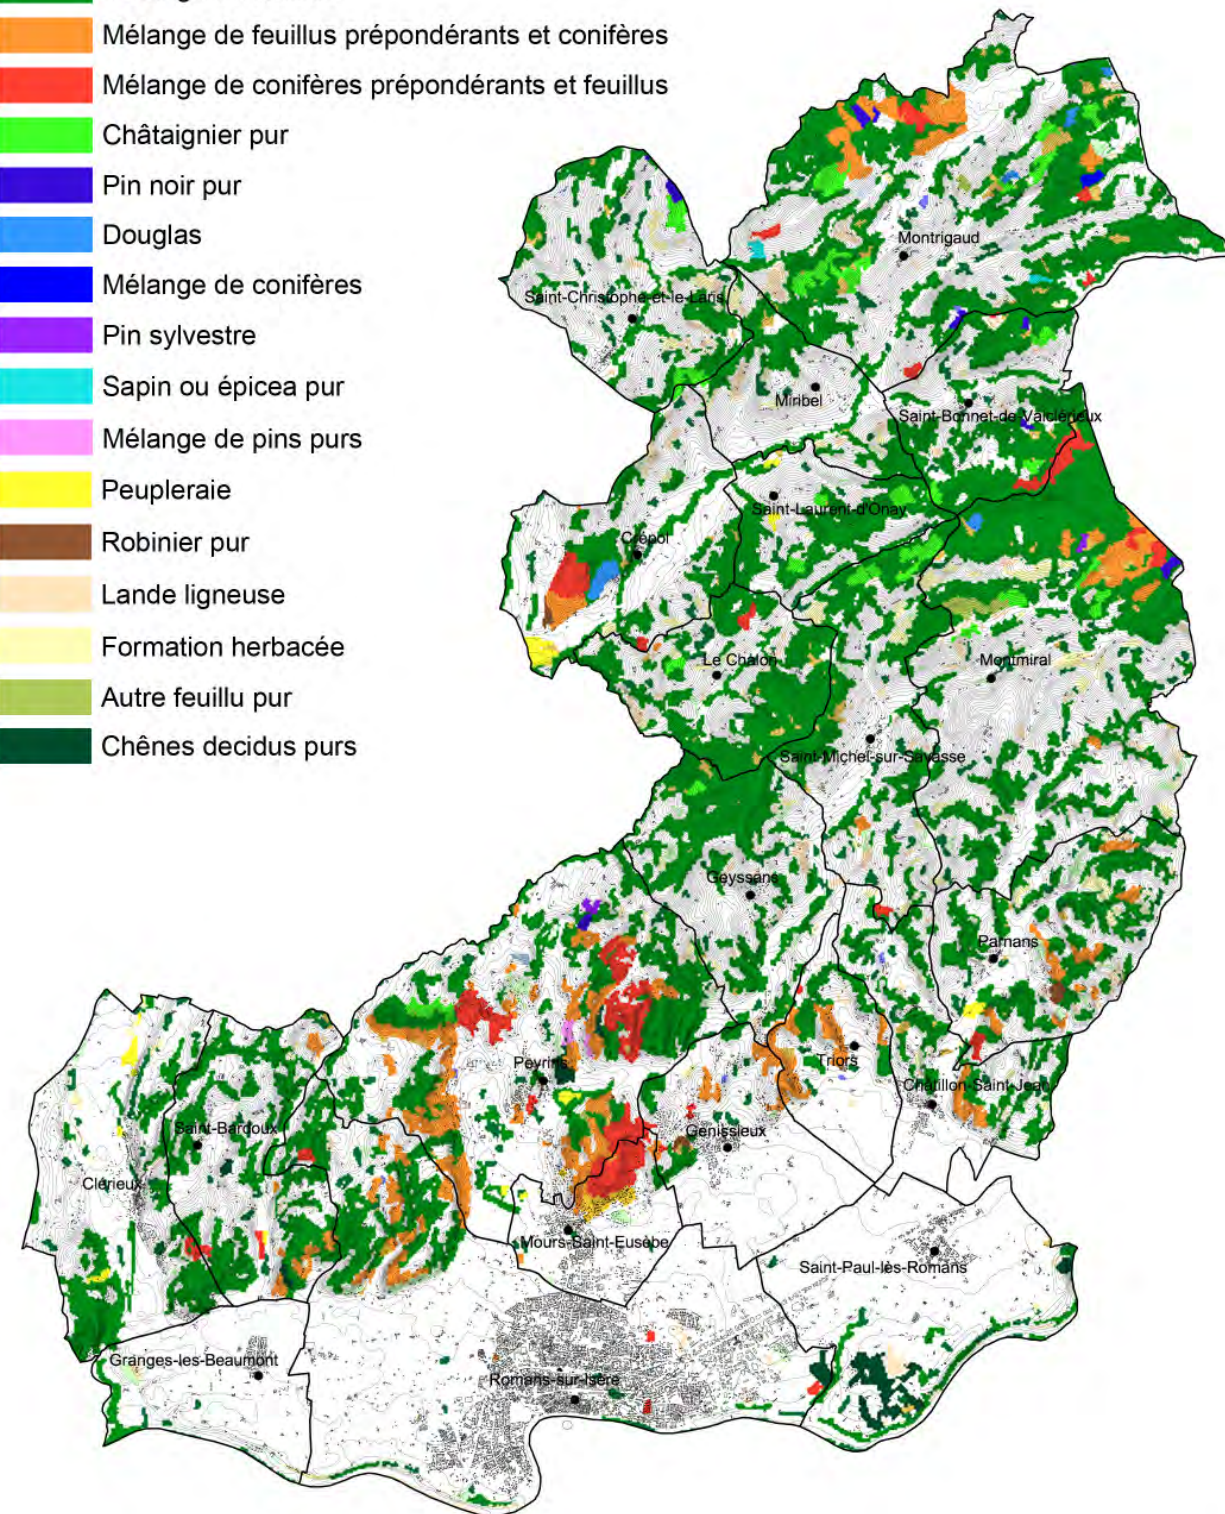 Mélange de feuillus prépondérants et conifères
Mélange de conifères prépondérants et feuillus
Châtaignier pur
Pin noir pur
Douglas
Mélange de conifères
Pin sylvestre
Sapin ou épicea pur
Mélange de pins purs
Peupleraie
Robinier pur
Lande ligneuse
Formation herbacée
Autre feuillu pur
Chênes decidus purs
Montrigaud
Saint-Christophe-et-le-Laris
Miribel
Saint-Bonnet-de-Valclérieux
Saint-Laurent-d'Onay
Crépol
Le Chalon
Montmiral
Saint-Michel-sur-Savasse
Geyssans
Parnans
Peyrins
Triors
Châtillon-Saint-Jean
Génissieux
Saint-Bardoux
Clérieux
Mours-Saint-Eusèbe
Saint-Paul-lès-Romans
Granges-les-Beaumont
Romans-sur-Isère